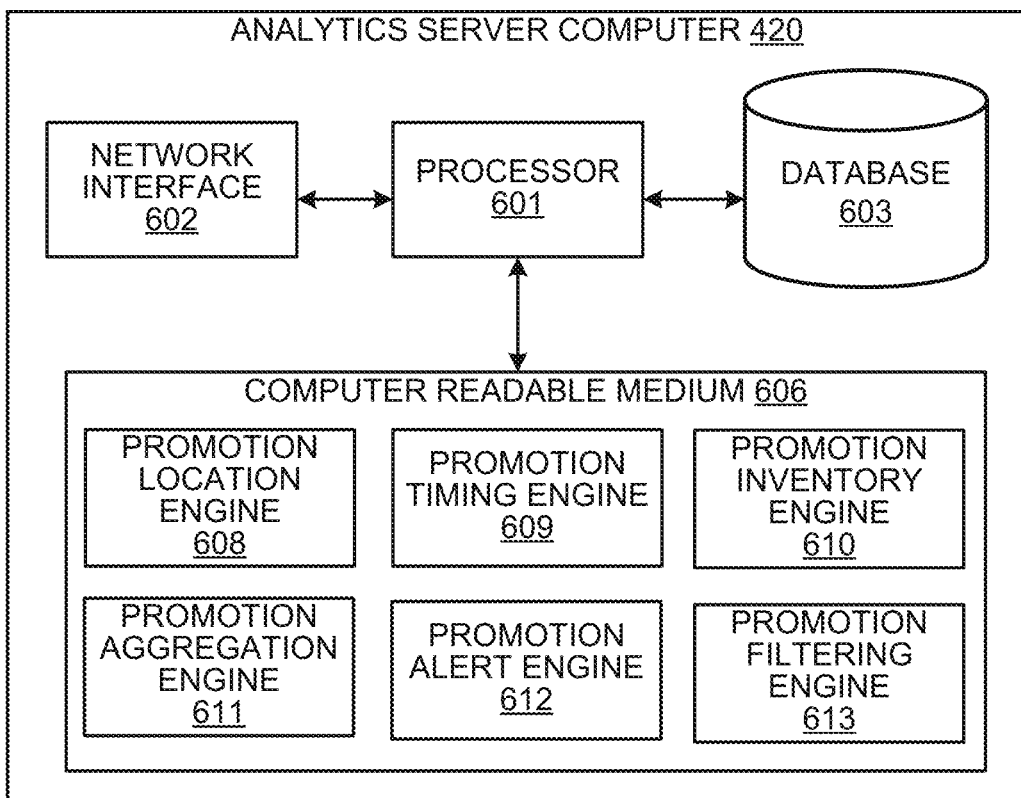 ANALYTICS SERVER COMPUTER 420
NETWORK
INTERFACE
602
PROCESSOR
601
DATABASE
603
COMPUTER READABLE MEDIUM 606
PROMOTION
LOCATION
ENGINE
608
PROMOTION
TIMING ENGINE
609
PROMOTION
INVENTORY
ENGINE
610
PROMOTION
AGGREGATION
ENGINE
611
PROMOTION
ALERT ENGINE
612
PROMOTION
FILTERING
ENGINE
613